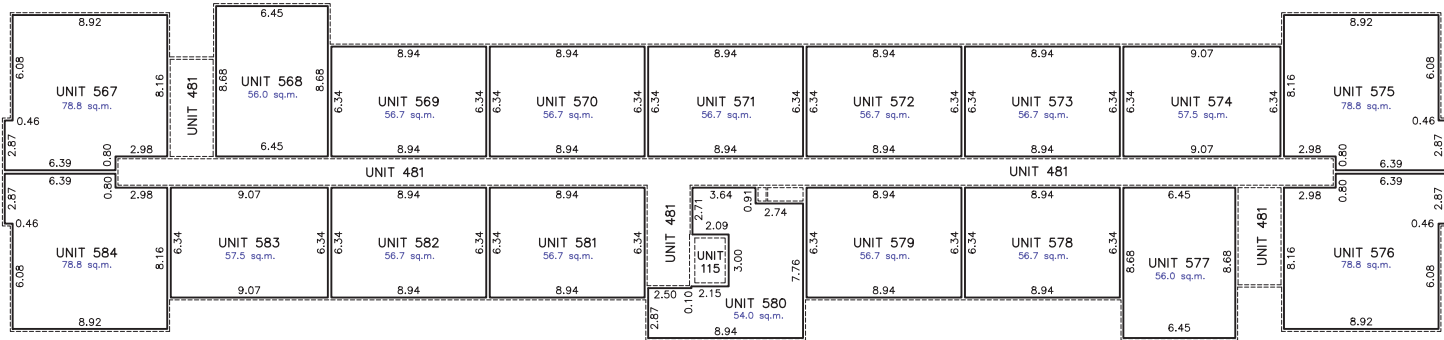 8.92
6.08
8.16
UNIT 567
78.8 sq.m.
0.46
2.87
6.39
0.80
2.98
UNIT 481
6.45
8.68
8.68
UNIT 568
56.0 sq.m.
6.45
8.94
6.34
6.34
UNIT 569
56.7 sq.m.
8.94
8.94
6.34
UNIT 570
56.7 sq.m.
8.94
8.94
6.34
UNIT 571
56.7 sq.m.
8.94
8.94
6.34
UNIT 572
56.7 sq.m.
8.94
8.94
6.34
UNIT 573
56.7 sq.m.
8.94
9.07
6.34
6.34
UNIT 574
57.5 sq.m.
9.07
8.92
8.16
6.08
UNIT 575
78.8 sq.m.
0.46
2.87
2.98
0.80
6.39
UNIT 481
UNIT 481
6.39
0.80
2.98
2.87
0.46
UNIT 584
78.8 sq.m.
8.16
6.08
8.92
9.07
6.34
6.34
UNIT 583
57.5 sq.m.
9.07
8.94
6.34
UNIT 582
56.7 sq.m.
8.94
8.94
6.34
6.34
UNIT 581
56.7 sq.m.
8.94
UNIT 481
3.64
0.91
2.74
2.71
2.09
UNIT
115
3.00
7.76
2.50
0.10
2.15
UNIT 580
54.0 sq.m.
2.87
8.94
8.94
6.34
6.34
UNIT 579
56.7 sq.m.
8.94
8.94
6.34
UNIT 578
56.7 sq.m.
8.94
6.45
8.68
8.68
UNIT 577
56.0 sq.m.
6.45
UNIT 481
2.98
0.80
6.39
2.87
0.46
8.16
UNIT 576
78.8 sq.m.
6.08
8.92